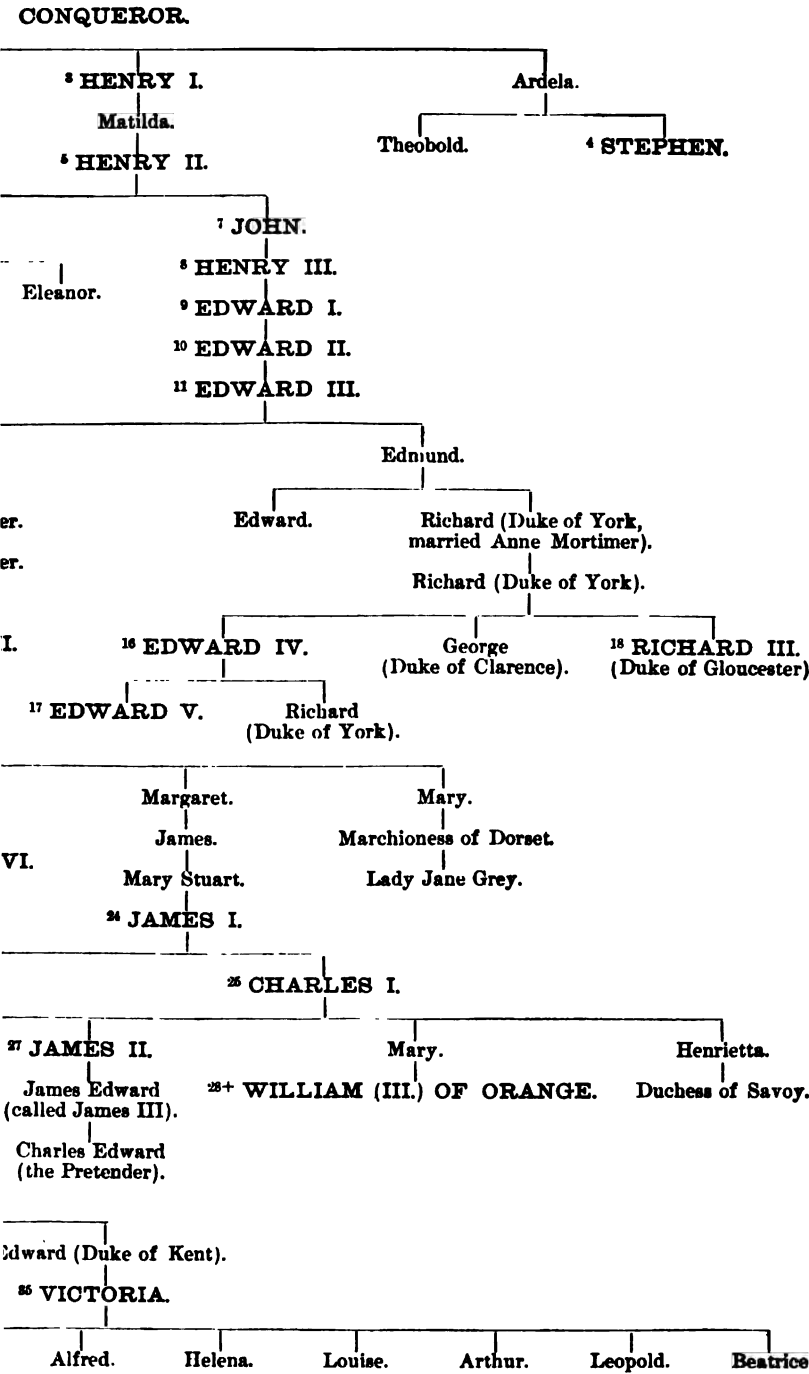 CONQUEROR.
³ HENRY I. Ardela.
Matilda.
Theobold. ⁴ STEPHEN.
⁵ HENRY II.
⁷ JOHN.
⁸ HENRY III.
Eleanor.
⁹ EDWARD I.
¹⁰ EDWARD II.
¹¹ EDWARD III.
Edmund.
er. Edward. Richard (Duke of York,
married Anne Mortimer).
er.
Richard (Duke of York).
I. ¹⁶ EDWARD IV. George ¹⁸ RICHARD III.
(Duke of Clarence). (Duke of Gloucester)
¹⁷ EDWARD V. Richard
(Duke of York).
Margaret. Mary.
James. Marchioness of Dorset.
VI.
Mary Stuart. Lady Jane Grey.
²⁴ JAMES I.
²⁵ CHARLES I.
²⁷ JAMES II. Mary. Henrietta.
James Edward ²⁸+ WILLIAM (III.) OF ORANGE. Duchess of Savoy.
(called James III).
Charles Edward
(the Pretender).
Edward (Duke of Kent).
³⁵ VICTORIA.
Alfred. Helena. Louise. Arthur. Leopold. Beatrice